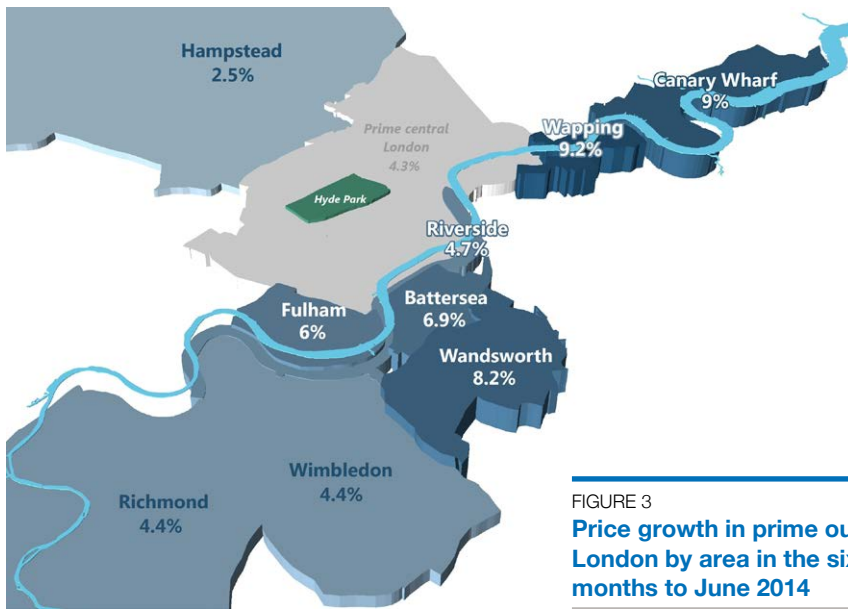 Hampstead
2.5%
Canary Wharf
9%
Wapping
9.2%
Prime central
London
4.3%
Hyde Park
Riverside
4.7%
Fulham
6%
Battersea
6.9%
Wandsworth
8.2%
Wimbledon
4.4%
Richmond
4.4%
FIGURE 3
Price growth in prime ou
London by area in the si
months to June 2014